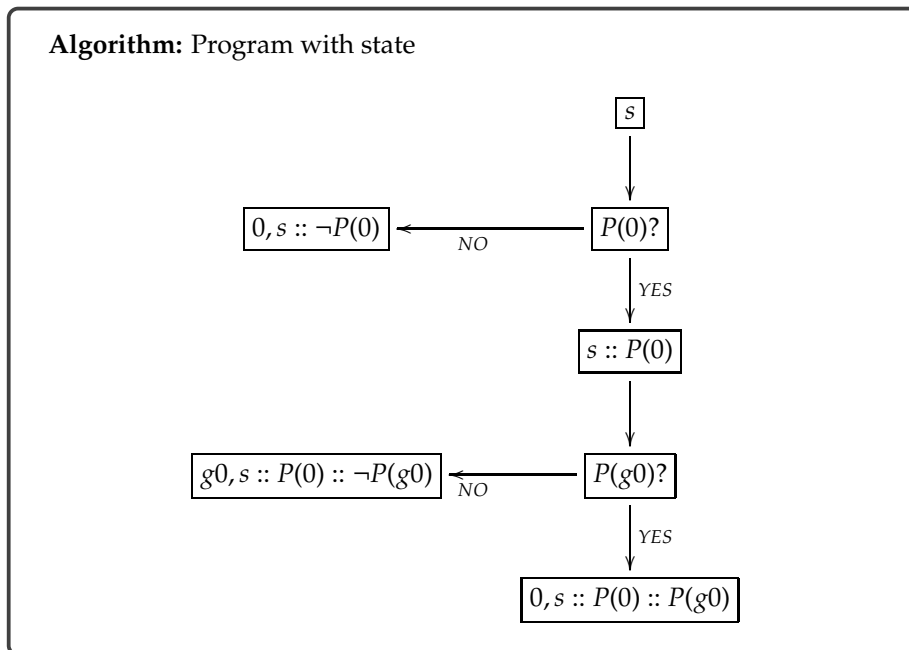 Algorithm: Program with state
s
0, s :: ¬P(0)
NO
P(0)?
YES
s :: P(0)
g0, s :: P(0) :: ¬P(g0)
NO
P(g0)?
YES
0, s :: P(0) :: P(g0)